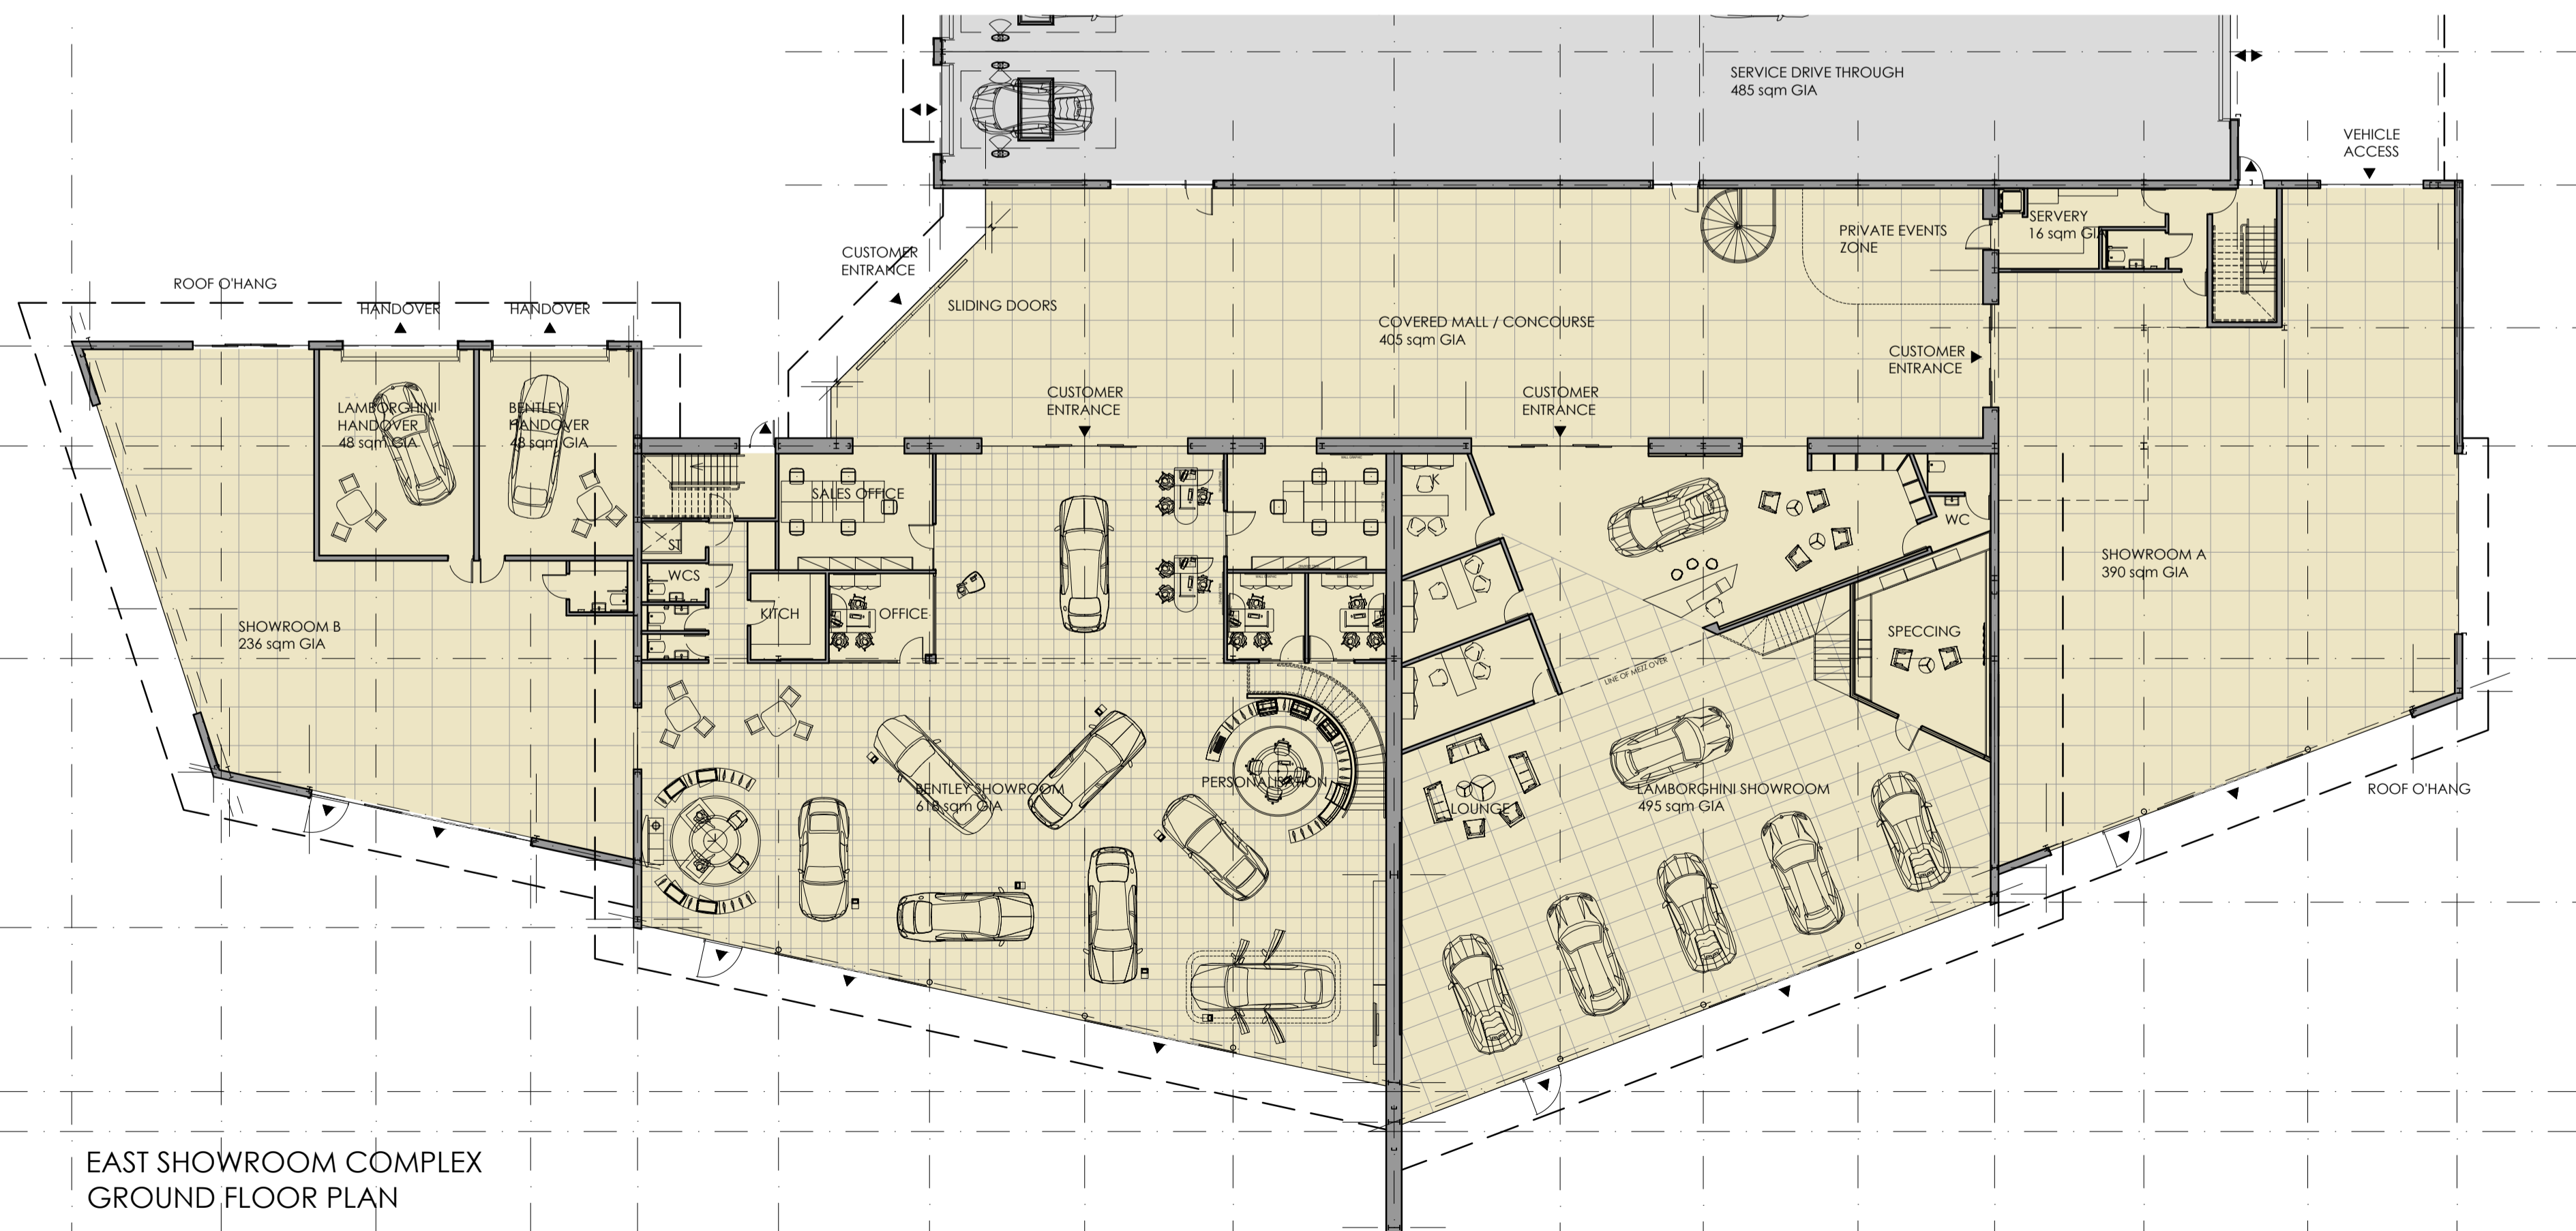 SERVICE DRIVE THROUGH
485 sqm GIA
VEHICLE
ACCESS
SERVERY
16 sqm GIA
PRIVATE EVENTS
ZONE
CUSTOMER
ENTRANCE
ROOF O'HANG
HANDOVER
HANDOVER
SLIDING DOORS
COVERED MALL / CONCOURSE
405 sqm GIA
CUSTOMER
ENTRANCE
CUSTOMER
ENTRANCE
CUSTOMER
ENTRANCE
LAMBORGHINI
HANDOVER
48 sqm GIA
BENTLEY
HANDOVER
48 sqm GIA
SALES OFFICE
K
WC
ST
WCS
KITCH
OFFICE
SHOWROOM A
390 sqm GIA
SHOWROOM B
236 sqm GIA
SPECCING
LINE OF MEZZ OVER
PERSONALISATION
BENTLEY SHOWROOM
618 sqm GIA
LOUNGE
LAMBORGHINI SHOWROOM
495 sqm GIA
ROOF O'HANG
EAST SHOWROOM COMPLEX
GROUND FLOOR PLAN